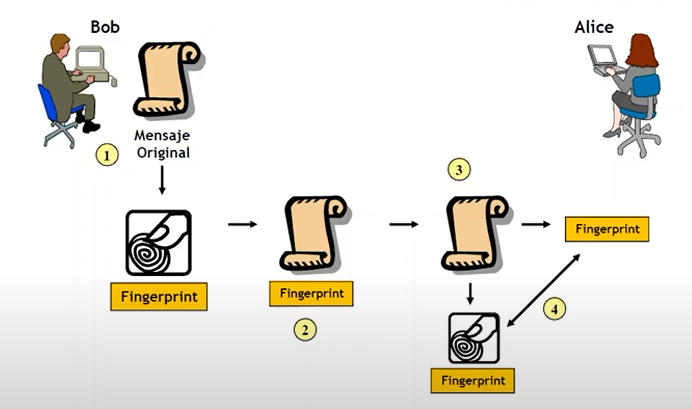 Bob
Alice
Mensaje
Original
1
3
Fingerprint
Fingerprint
Fingerprint
2
4
Fingerprint